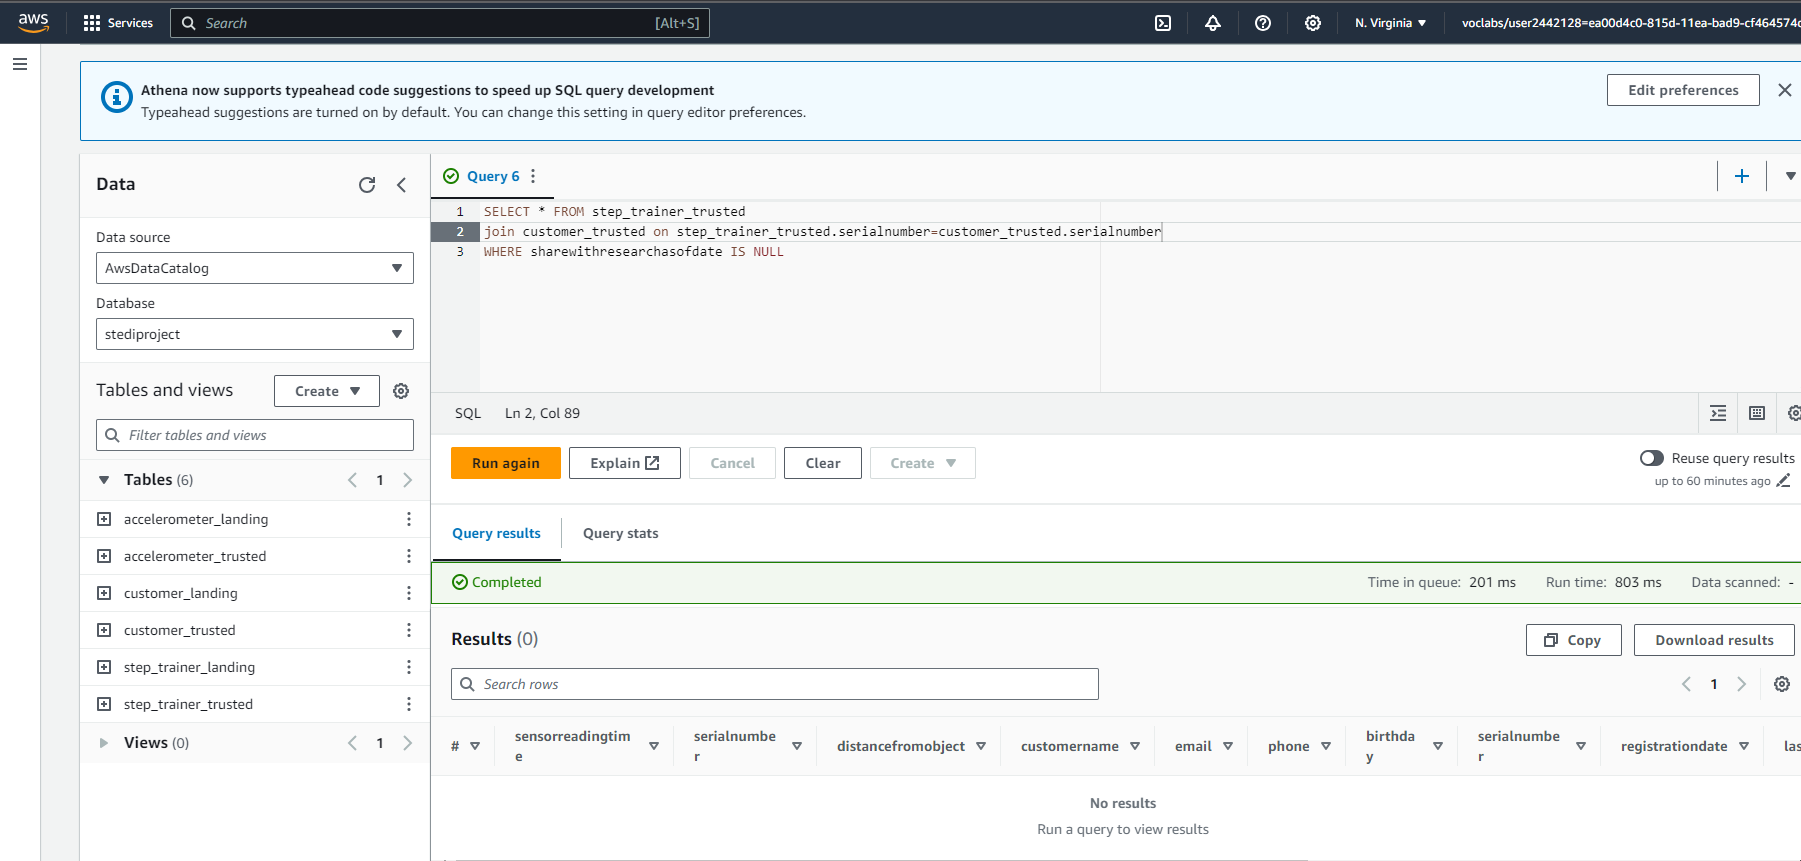 aws
Services
Search
[Alt+S]
N. Virginia
voclabs/user2442128=ea00d4c0-815d-11ea-bad9-cf464574c
Athena now supports typeahead code suggestions to speed up SQL query development
Typeahead suggestions are turned on by default. You can change this setting in query editor preferences.
Edit preferences
Data
Data source
AwsDataCatalog
Database
stediproject
Tables and views
Create
Filter tables and views
Tables (6)
1
accelerometer_landing
accelerometer_trusted
customer_landing
customer_trusted
step_trainer_landing
step_trainer_trusted
Views (0)
1
Query 6
1 SELECT * FROM step_trainer_trusted
2 join customer_trusted on step_trainer_trusted.serialnumber=customer_trusted.serialnumber
3 WHERE sharewithresearchasofdate IS NULL
SQL Ln 2, Col 89
Run again
Explain
Cancel
Clear
Create
Reuse query results
up to 60 minutes ago
Query results
Query stats
Completed
Time in queue: 201 ms
Run time: 803 ms
Data scanned: -
Results (0)
Copy
Download results
Search rows
1
#
sensorreadingtim
e
serialnumbe
r
distancefromobject
customername
email
phone
birthda
y
serialnumbe
r
registrationdate
las
No results
Run a query to view results